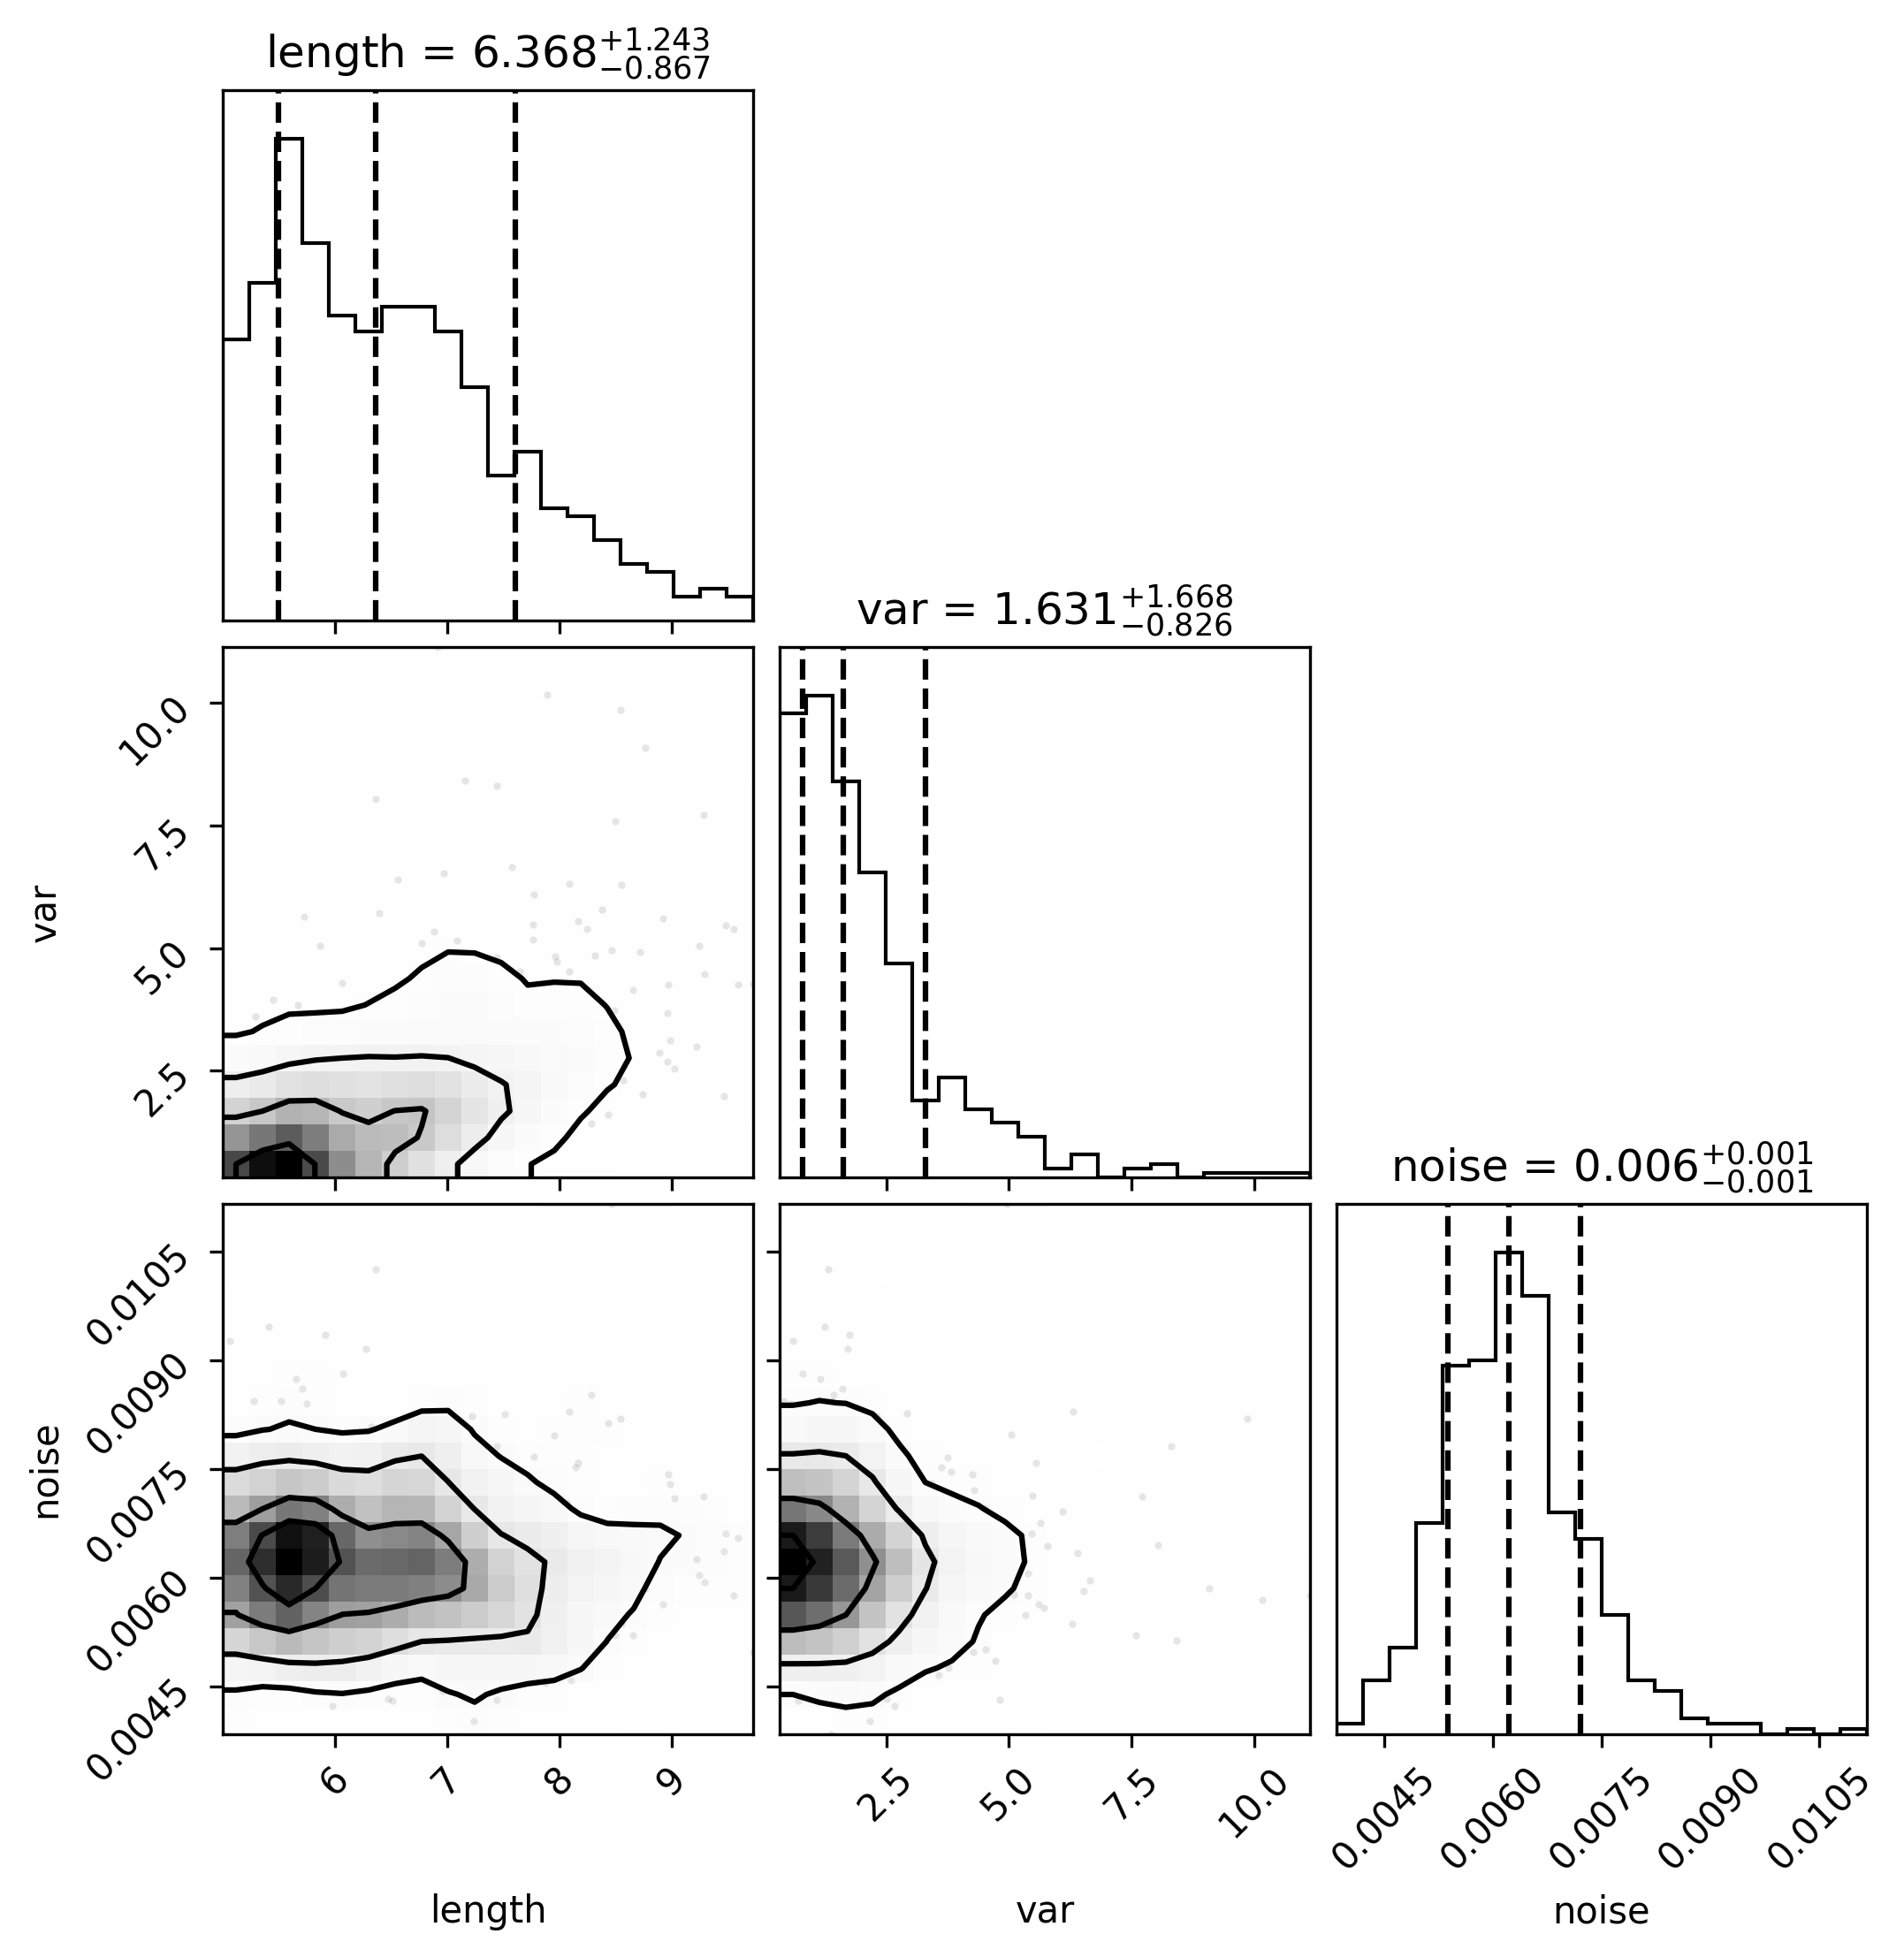 length = 6.368+1.243−0.867
var = 1.631+1.668−0.826
10.0
7.5
5.0
2.5
var
noise = 0.006+0.001−0.001
0.0105
0.0090
0.0075
0.0060
0.0045
noise
6 7 8 9
2.5 5.0 7.5 10.0
0.0045 0.0060 0.0075 0.0090 0.0105
length var noise